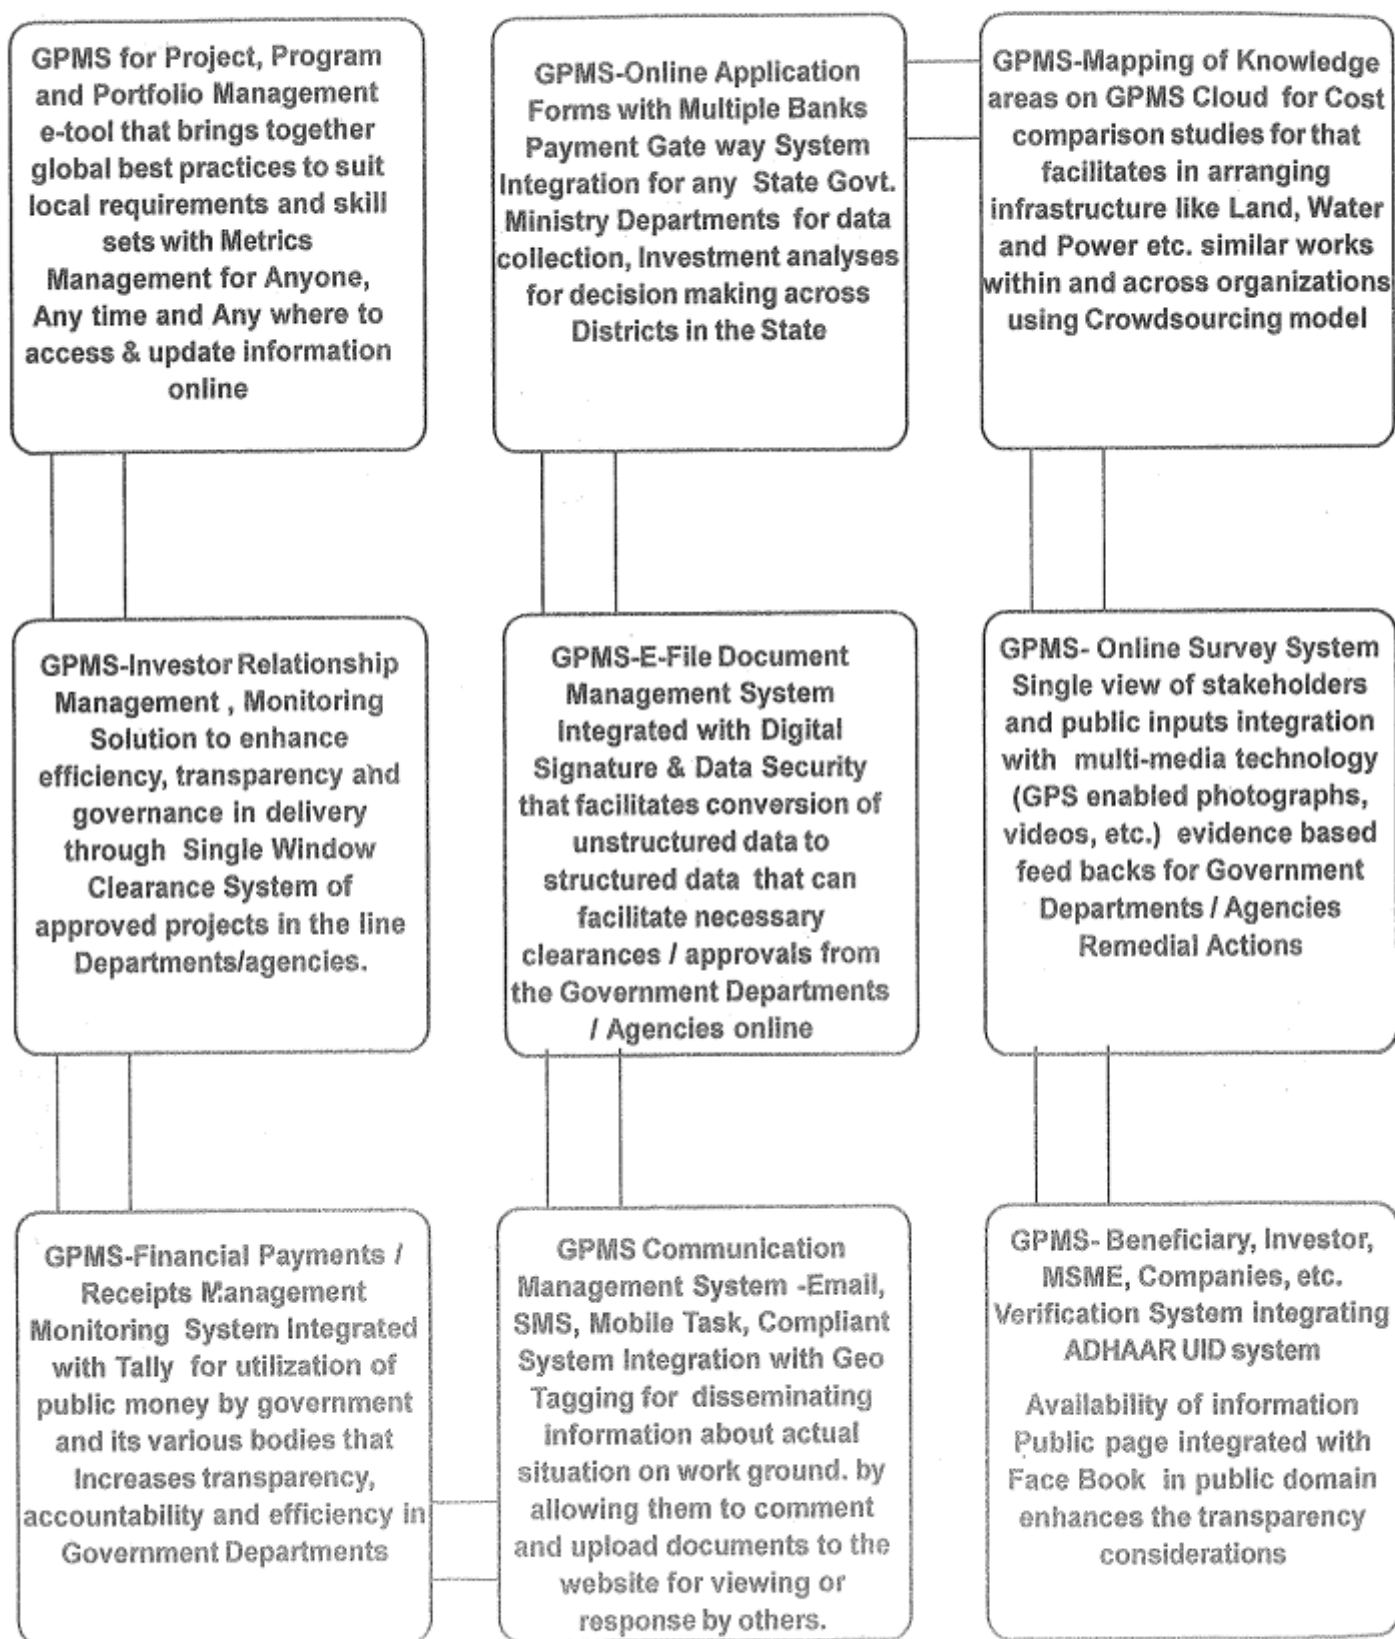 GPMS for Project, Program
and Portfolio Management
e-tool that brings together
global best practices to suit
local requirements and skill
sets with Metrics
Management for Anyone,
Any time and Any where to
access & update information
online
GPMS-Online Application
Forms with Multiple Banks
Payment Gate way System
Integration for any State Govt.
Ministry Departments for data
collection, Investment analyses
for decision making across
Districts in the State
GPMS-Mapping of Knowledge
areas on GPMS Cloud for Cost
comparison studies for that
facilitates in arranging
infrastructure like Land, Water
and Power etc. similar works
within and across organizations
using Crowdsourcing model
GPMS-Investor Relationship
Management , Monitoring
Solution to enhance
efficiency, transparency and
governance in delivery
through Single Window
Clearance System of
approved projects in the line
Departments/agencies.
GPMS-E-File Document
Management System
Integrated with Digital
Signature & Data Security
that facilitates conversion of
unstructured data to
structured data that can
facilitate necessary
clearances / approvals from
the Government Departments
/ Agencies online
GPMS- Online Survey System
Single view of stakeholders
and public inputs integration
with multi-media technology
(GPS enabled photographs,
videos, etc.) evidence based
feed backs for Government
Departments / Agencies
Remedial Actions
GPMS-Financial Payments /
Receipts Management
Monitoring System Integrated
with Tally for utilization of
public money by government
and its various bodies that
Increases transparency,
accountability and efficiency in
Government Departments
GPMS Communication
Management System -Email,
SMS, Mobile Task, Compliant
System Integration with Geo
Tagging for disseminating
information about actual
situation on work ground. by
allowing them to comment
and upload documents to the
website for viewing or
response by others.
GPMS- Beneficiary, Investor,
MSME, Companies, etc.
Verification System integrating
ADHAAR UID system
Availability of information
Public page integrated with
Face Book in public domain
enhances the transparency
considerations